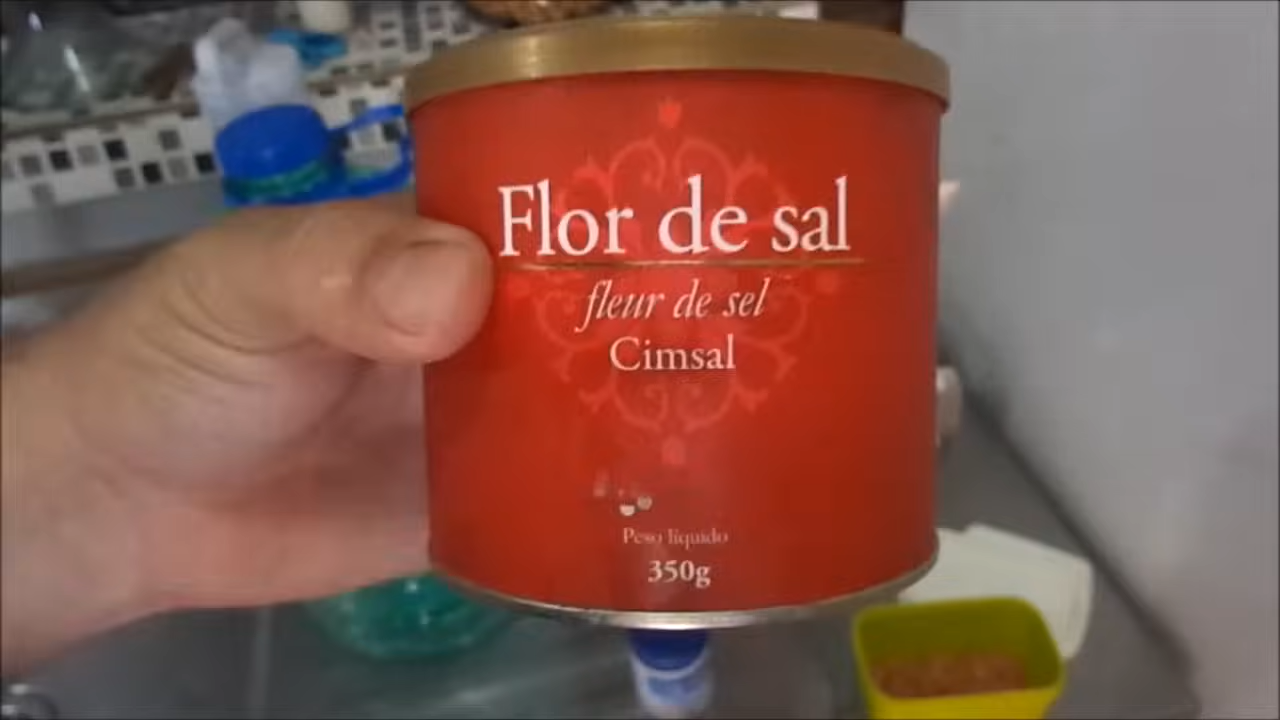 Flor de sal
fleur de sel
Cimsal
Peso líquido
350g